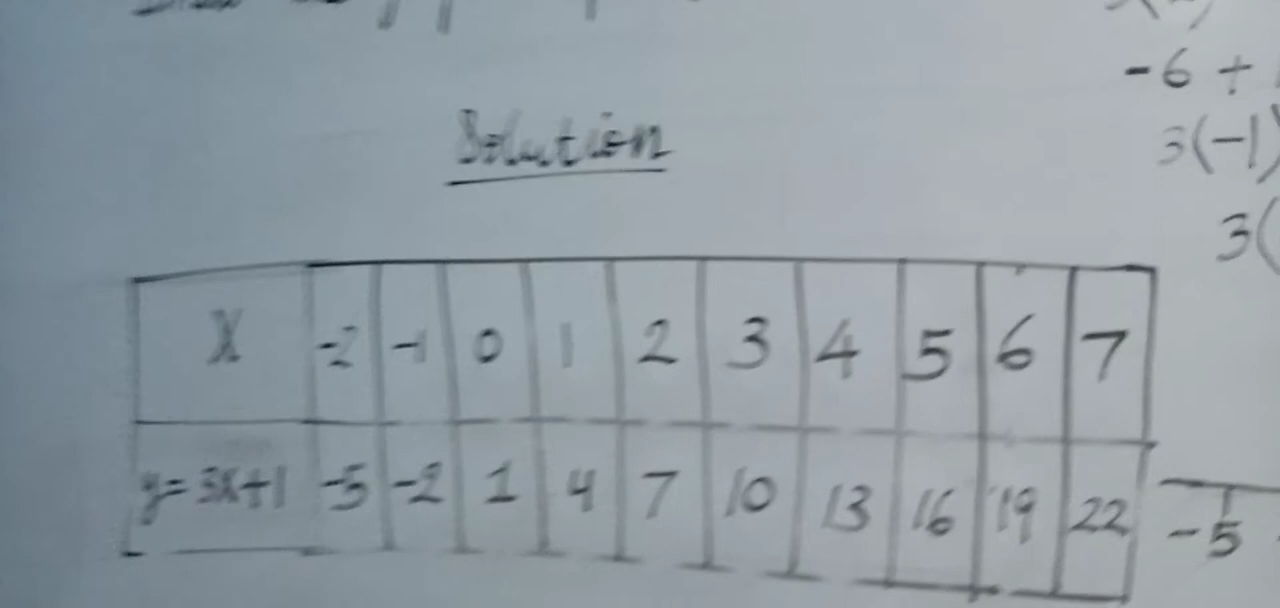 -6 +
3(-1)
3(
Solution
X -2 -1 0 1 2 3 4 5 6 7
y=3x+1 -5 -2 1 4 7 10 13 16 19 22
-5